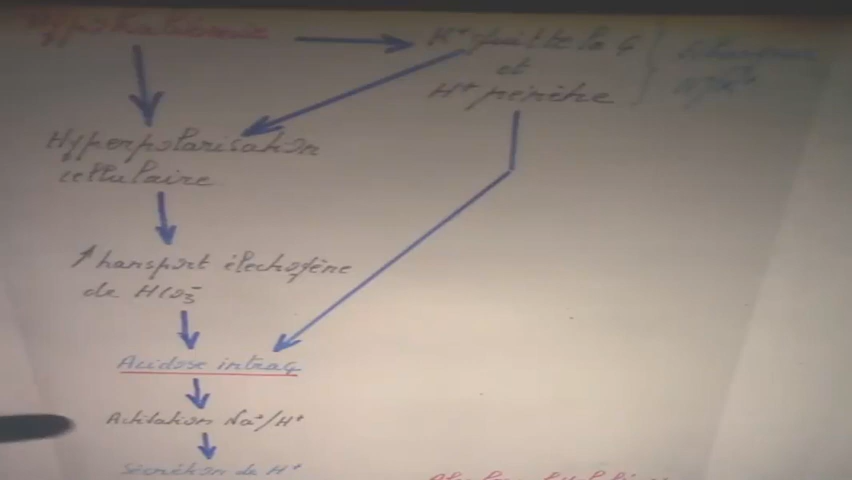 Hypokaliémie
K+ quitte la C
et
H+ pénètre
Hyperpolarisation
cellulaire
↑ transport électrogène
de HCO3-
Acidose intraC
Activation Na+/H+
Sécrétion de H+